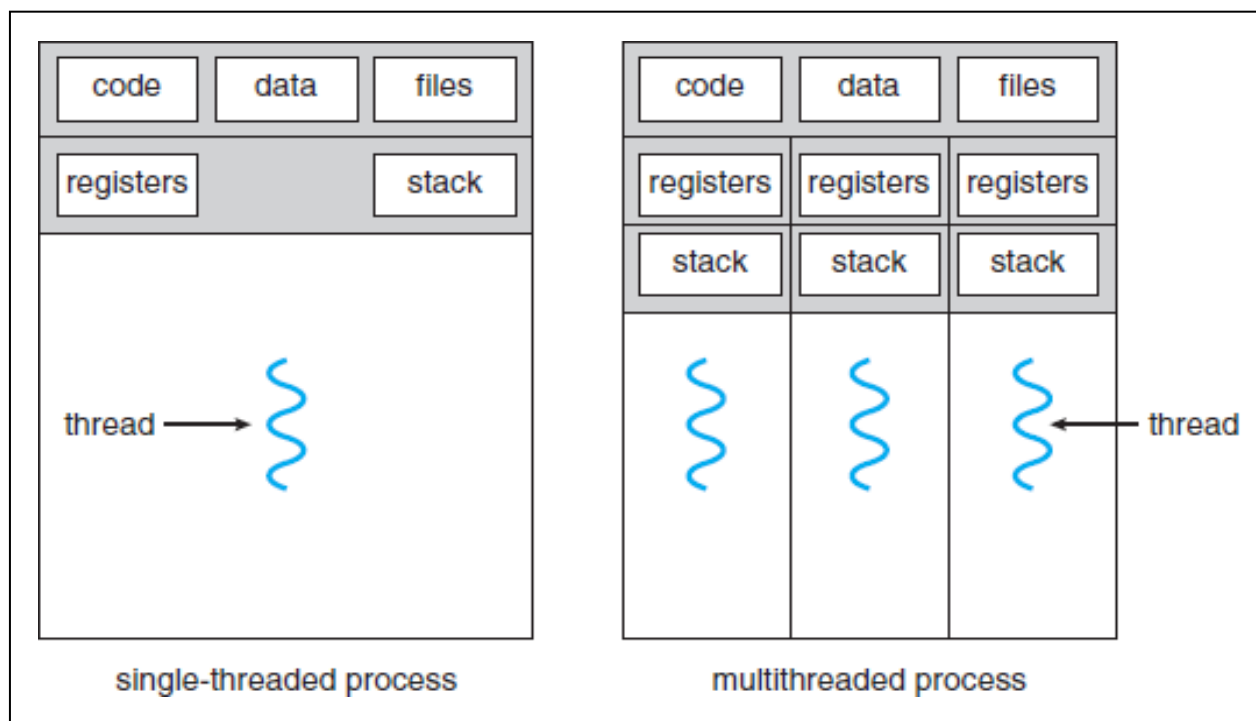 code data files
registers stack
thread
single-threaded process
code data files
registers registers registers
stack stack stack
thread
multithreaded process